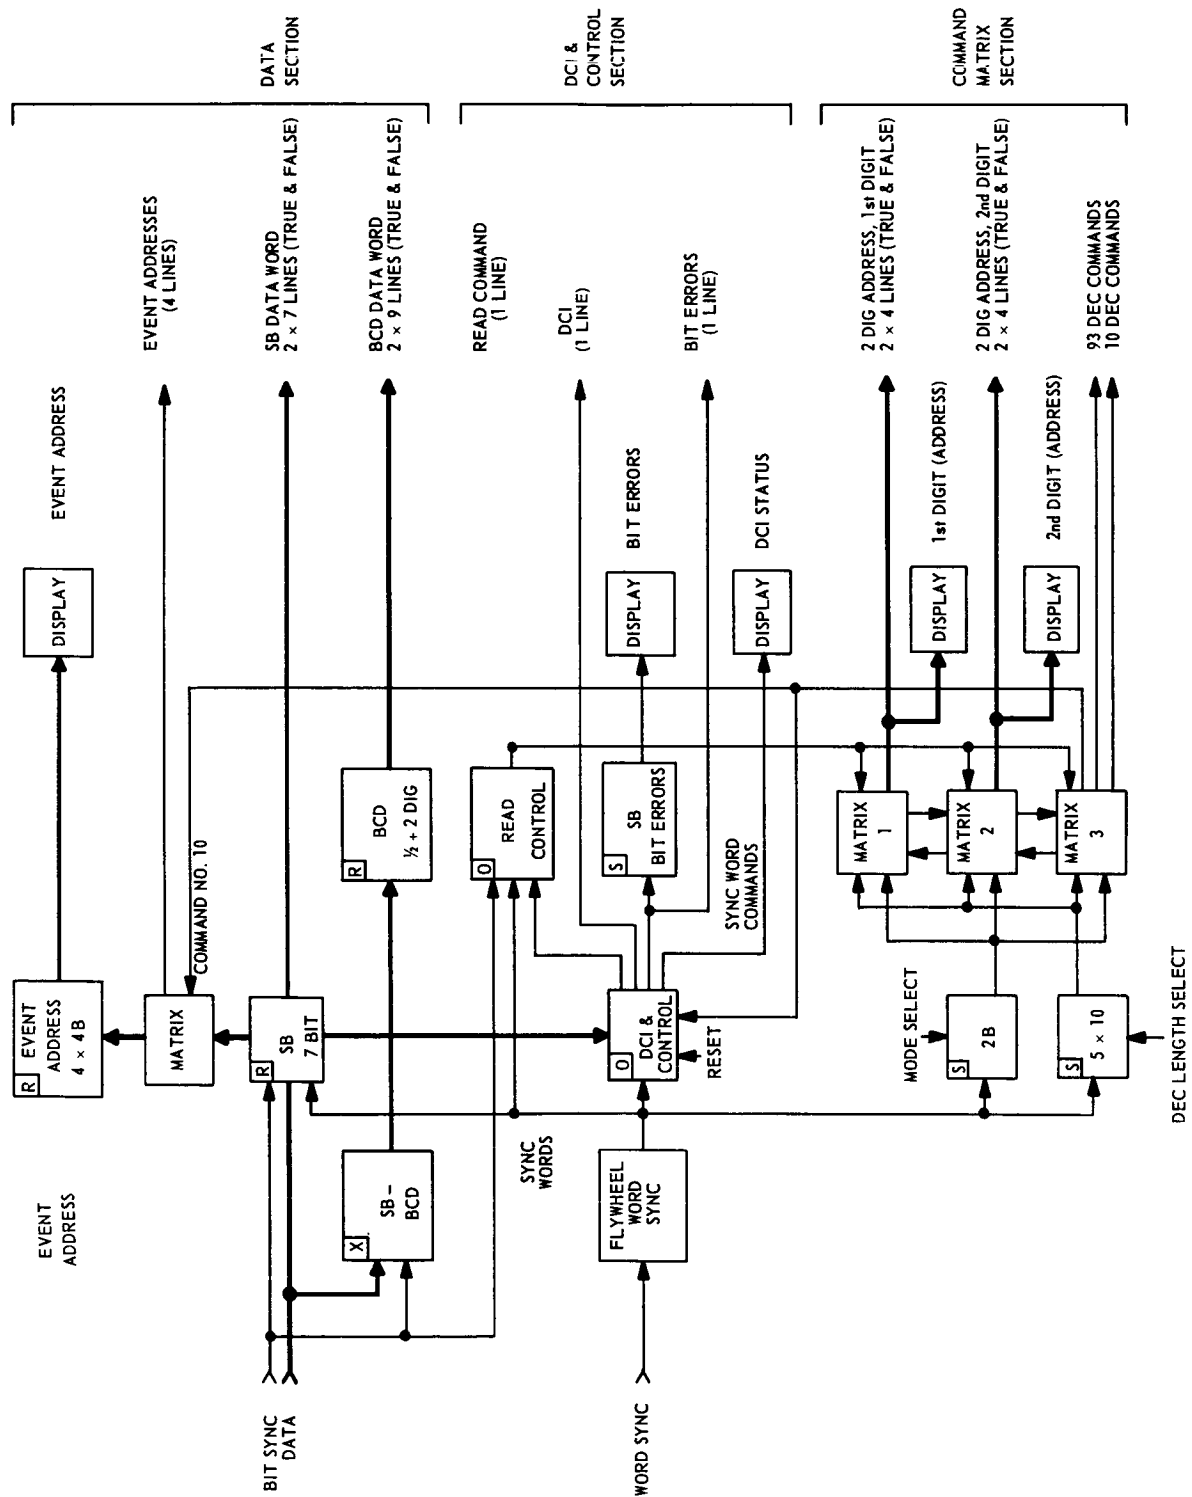 EVENT
ADDRESS
R
EVENT
ADDRESS
4 × 4B
DISPLAY
EVENT ADDRESS
DATA
SECTION
MATRIX
COMMAND NO. 10
EVENT ADDRESSES
(4 LINES)
BIT SYNC
DATA
R
SB
7 BIT
SB DATA WORD
2 × 7 LINES (TRUE & FALSE)
X
SB –
BCD
R
BCD
½ + 2 DIG
BCD DATA WORD
2 × 9 LINES (TRUE & FALSE)
SYNC
WORDS
O
READ
CONTROL
READ COMMAND
(1 LINE)
DCI
(1 LINE)
DCI &
CONTROL
SECTION
WORD SYNC
FLYWHEEL
WORD
SYNC
O
DCI &
CONTROL
RESET
S
SB
BIT ERRORS
DISPLAY
BIT ERRORS
BIT ERRORS
(1 LINE)
SYNC WORD
COMMANDS
DISPLAY
DCI STATUS
MODE SELECT
S
2B
S
5 × 10
DEC LENGTH SELECT
MATRIX
1
MATRIX
2
MATRIX
3
DISPLAY
1st DIGIT (ADDRESS)
DISPLAY
2nd DIGIT (ADDRESS)
2 DIG ADDRESS, 1st DIGIT
2 × 4 LINES (TRUE & FALSE)
2 DIG ADDRESS, 2nd DIGIT
2 × 4 LINES (TRUE & FALSE)
93 DEC COMMANDS
10 DEC COMMANDS
COMMAND
MATRIX
SECTION